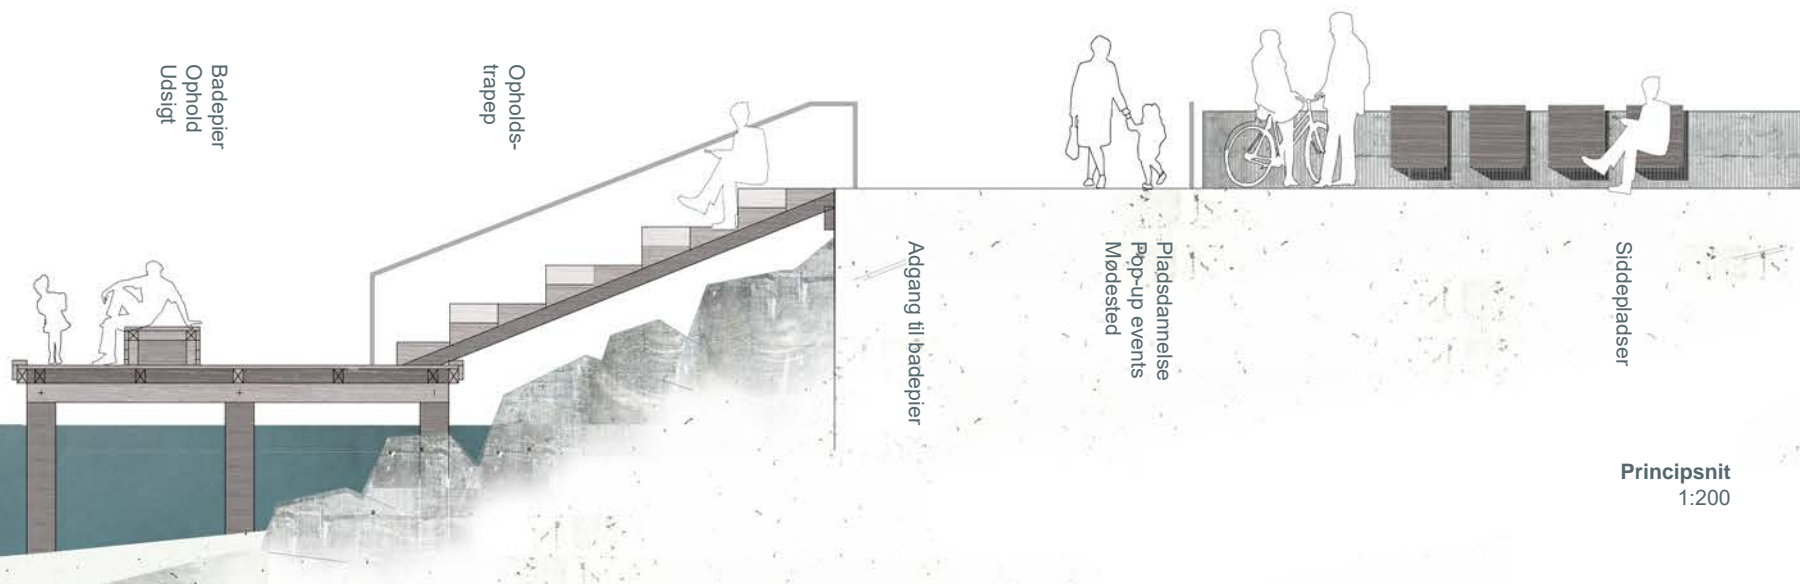 Badepier
Ophold
Udsigt
Opholds-
trapep
Adgang til badepier
Pladsdannelse
Pop-up events
Mødested
Siddepladser
Principsnit
1:200